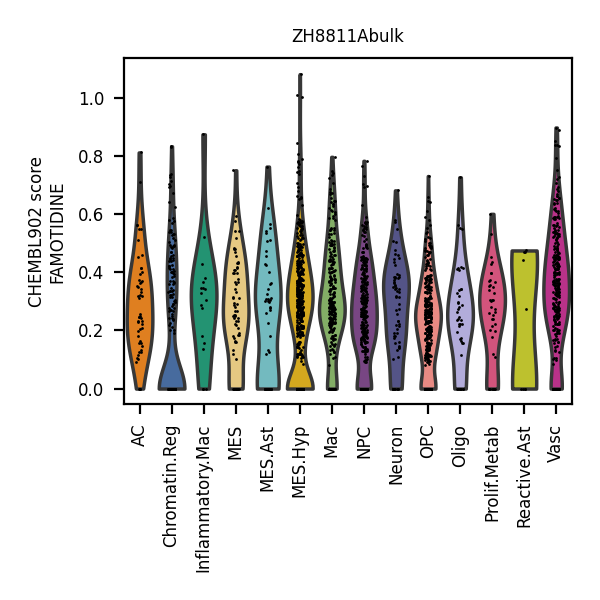 ZH8811Abulk
CHEMBL902 score
FAMOTIDINE
1.0
0.8
0.6
0.4
0.2
0.0
AC
Chromatin.Reg
Inflammatory.Mac
MES
MES.Ast
MES.Hyp
Mac
NPC
Neuron
OPC
Oligo
Prolif.Metab
Reactive.Ast
Vasc